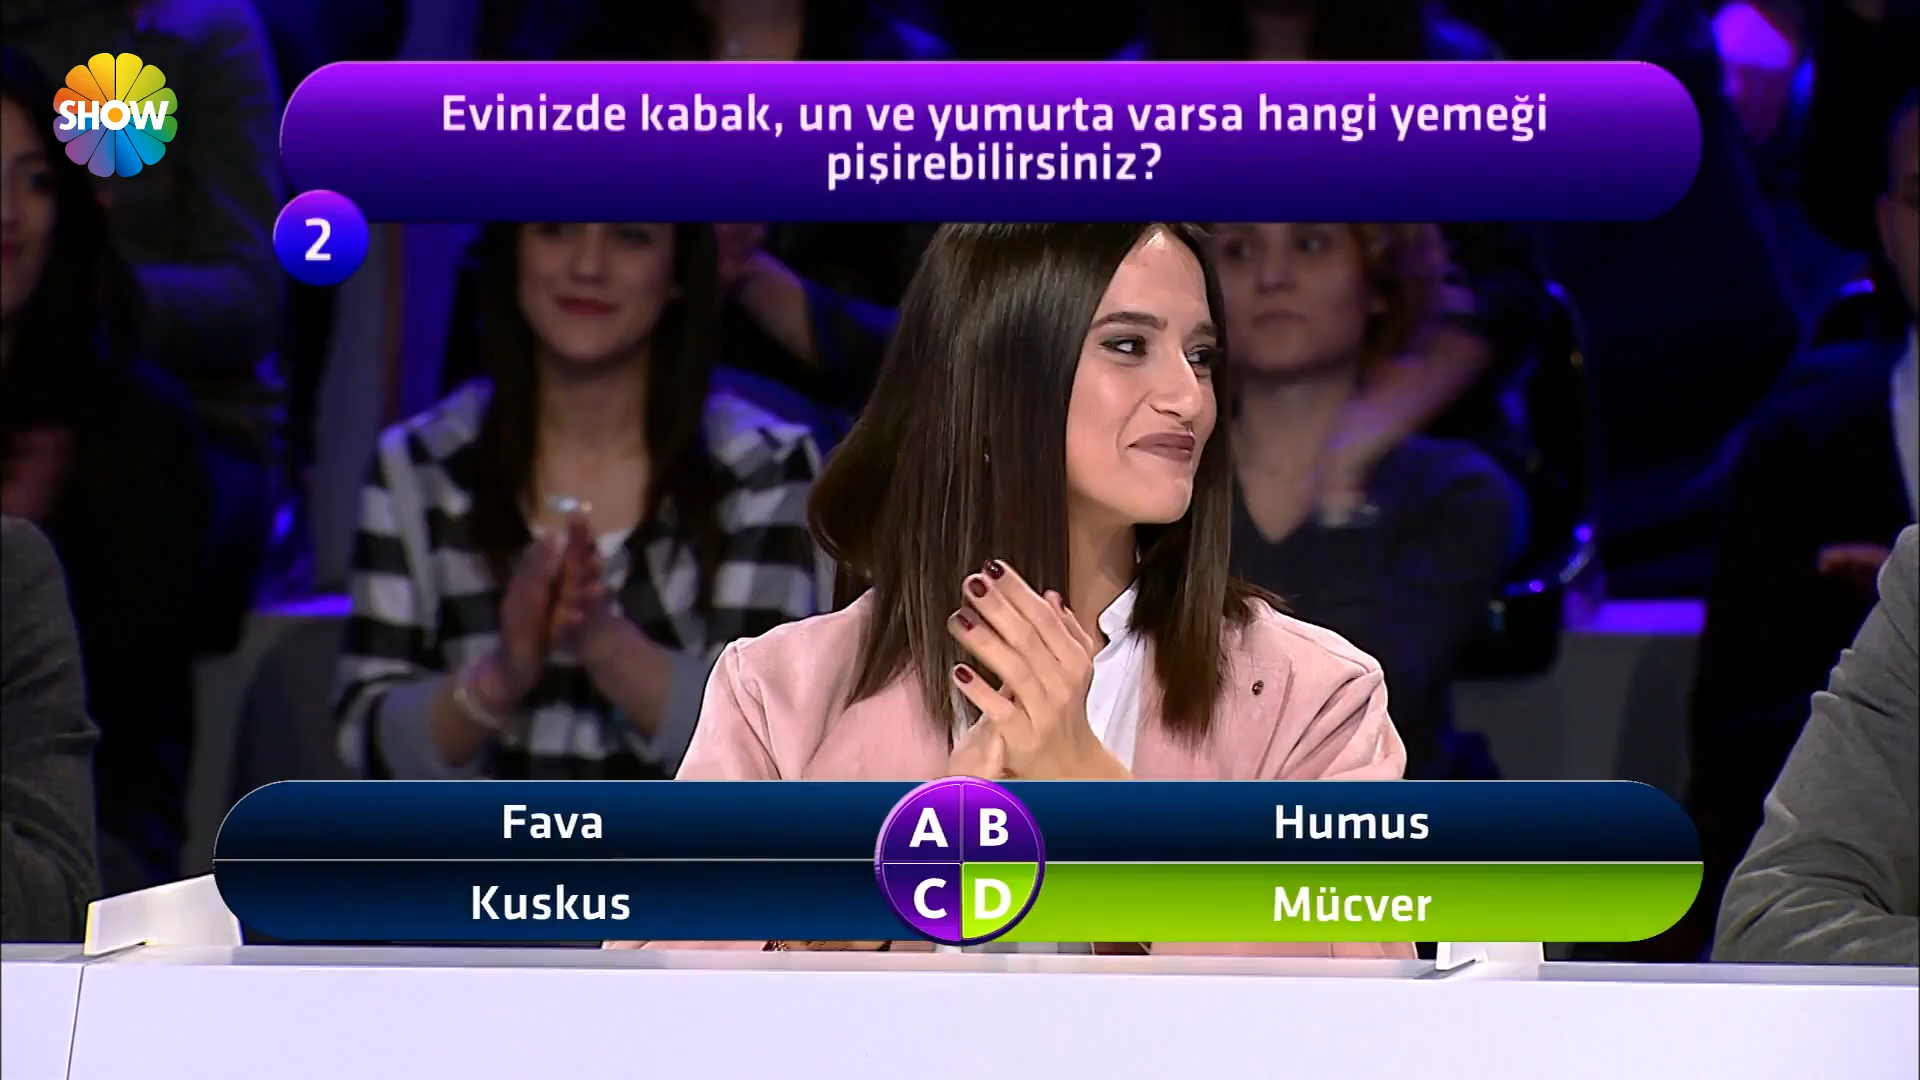 SHOW
Evinizde kabak, un ve yumurta varsa hangi yemeği
pişirebilirsiniz?
2
Fava
A
B
Humus
Kuskus
C
D
Mücver